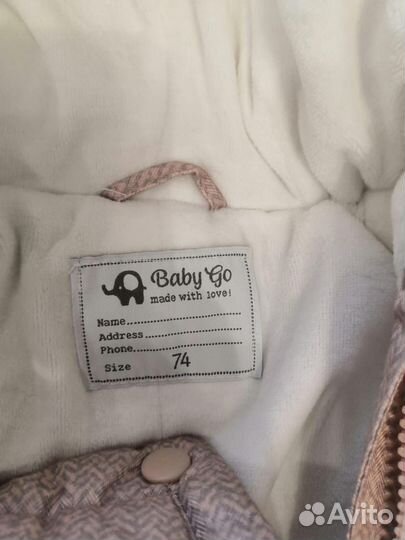 Baby Go
made with love!
Name
Address
Phone
Size 74
Avito